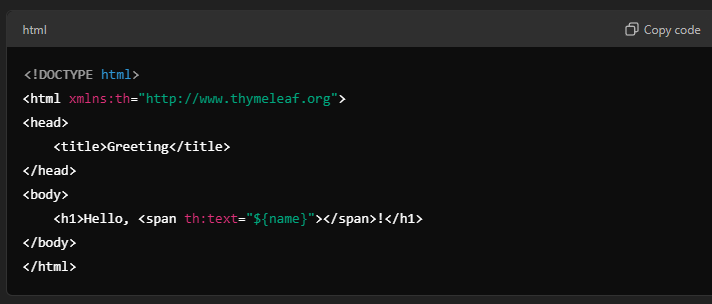 html
Copy code
<!DOCTYPE html>
<html xmlns:th="http://www.thymeleaf.org">
<head>
    <title>Greeting</title>
</head>
<body>
    <h1>Hello, <span th:text="${name}"></span>!</h1>
</body>
</html>